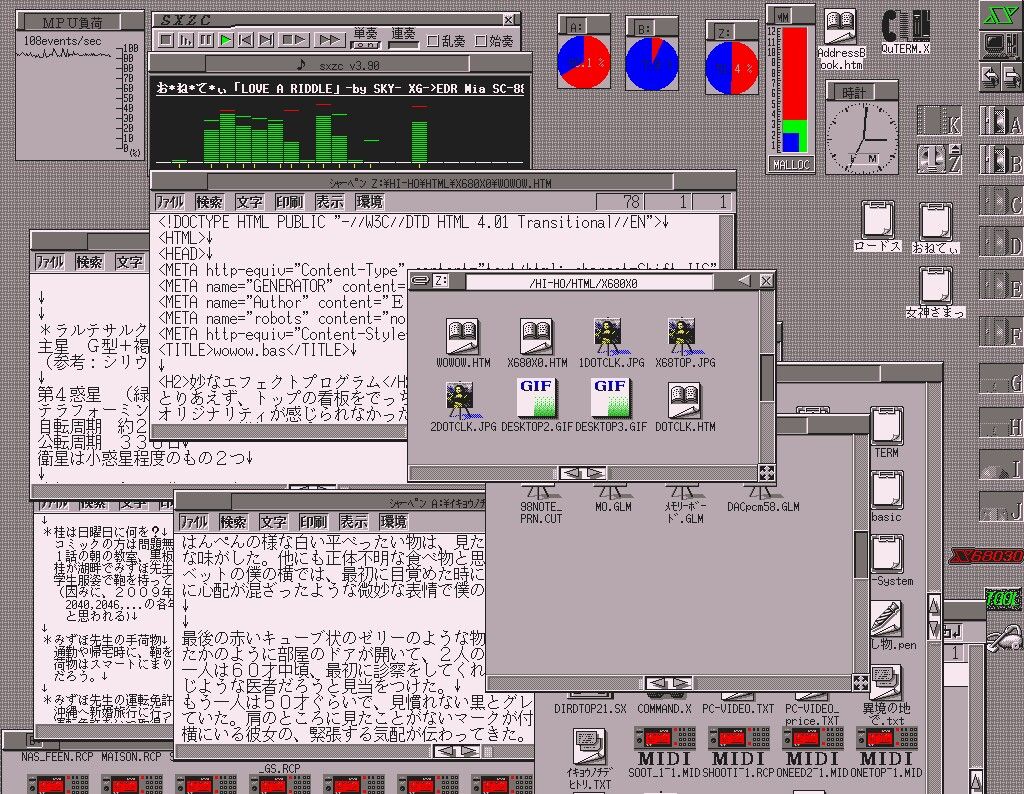 MPU負荷
108events/sec
100
90
80
70
60
50
40
30
20
10
0(%)
SXZC
単奏
連奏
乱奏
始奏
♪ sxzc v3.90
お*ね*て*ぃ「LOVE A RIDDLE」-by SKY- XG->EDR Mia SC-88
A:
B:
Z:
MM
12
11
10
9
8
7
6
5
4
3
2
1
MALLOC
AddressB
ook.htm
QuTERM.X
時計
M
K
Z
A
B
C
D
E
F
G
H
I
J
X68030
TOOL
ロードス
おねてぃ
女神さまっ
シャーペン Z:¥HI-HO¥HTML¥X680X0¥WOWOW.HTM
ファイル 検索 文字 印刷 表示 環境 78 1 1
<!DOCTYPE HTML PUBLIC "-//W3C//DTD HTML 4.01 Transitional//EN">↓
<HTML>↓
<HEAD>↓
<META http-equiv="Content-Type" content="text/html; charset=Shift_JIS"
<META name="GENERATOR" content=
<META name="Author" content="E
<META name="robots" content="no
<META http-equiv="Content-Style
<TITLE>wowow.bas</TITLE>↓
↓
<H2>妙なエフェクトプログラム</H
とりあえず、トップの看板をでっち
オリジナリティが感じられなかった
Z: /HI-HO/HTML/X680X0
WOWOW.HTM X680X0.HTM 1DOTCLK.JPG X68TOP.JPG
GIF GIF
2DOTCLK.JPG DESKTOP2.GIF DESKTOP3.GIF DOTCLK.HTM
ファイル 検索 文字
↓
↓
*ラルテサルク
主星 G型+褐
(参考:シリウ
↓
第4惑星 (緑
テラフォーミン
自転周期 約2
公転周期 330日↓
衛星は小惑星程度のもの2つ↓
ファイル 検索 文字 印刷
↓
*桂は日曜日に何を?↓
コミックの方は問題無
1話の朝の教室、黒板
桂が湖畔でみずほ先生
学生服姿で鞄を持って
(因みに、2009年
2040,2046,...の各年
と思われる)↓
↓
*みずほ先生の手荷物↓
通勤や帰宅時に、鞄を
荷物はスマートにまり
だろう。↓
↓
*みずほ先生の運転免許
沖縄へ新婚旅行に行っ
シャーペン A:¥イキョウノチデ
ファイル 検索 文字 印刷 表示 環境
はんぺんの様な白い平べったい物は、見た
な味がした。他にも正体不明な食べ物と思
ベットの僕の横では、最初に目覚めた時に
に心配が混ざったような微妙な表情で僕の
↓
↓
最後の赤いキューブ状のゼリーのような物
たかのように部屋のドアが開いて、2人の
一人は60才中頃、最初に診察をしてくれ
じような医者だろうと見当をつけた。↓
もう一人は50才ぐらいで、見慣れない黒とグレ
ていた。肩のところに見たことがないマークが付
横にいる彼女の、緊張する気配が伝わってきた。
98NOTE_
PRN.CUT
MO.GLM
メモリーボー
ド.GLM
DACpcm58.GLM
TERM
basic
-System
し物.pen
1
DIRDTOP21.SX COMMAND.X PC-VIDEO.TXT PC-VIDEO_
price.TXT
異境の地
で.txt
イキョウノチデ
ヒトリ.TXT
MIDI MIDI MIDI MIDI
SOOT_1~1.MID SHOOTI~1.RCP ONEED2~1.MID ONETOP~1.MID
NAS_FEEN.RCP MAISON.RCP
_GS.RCP